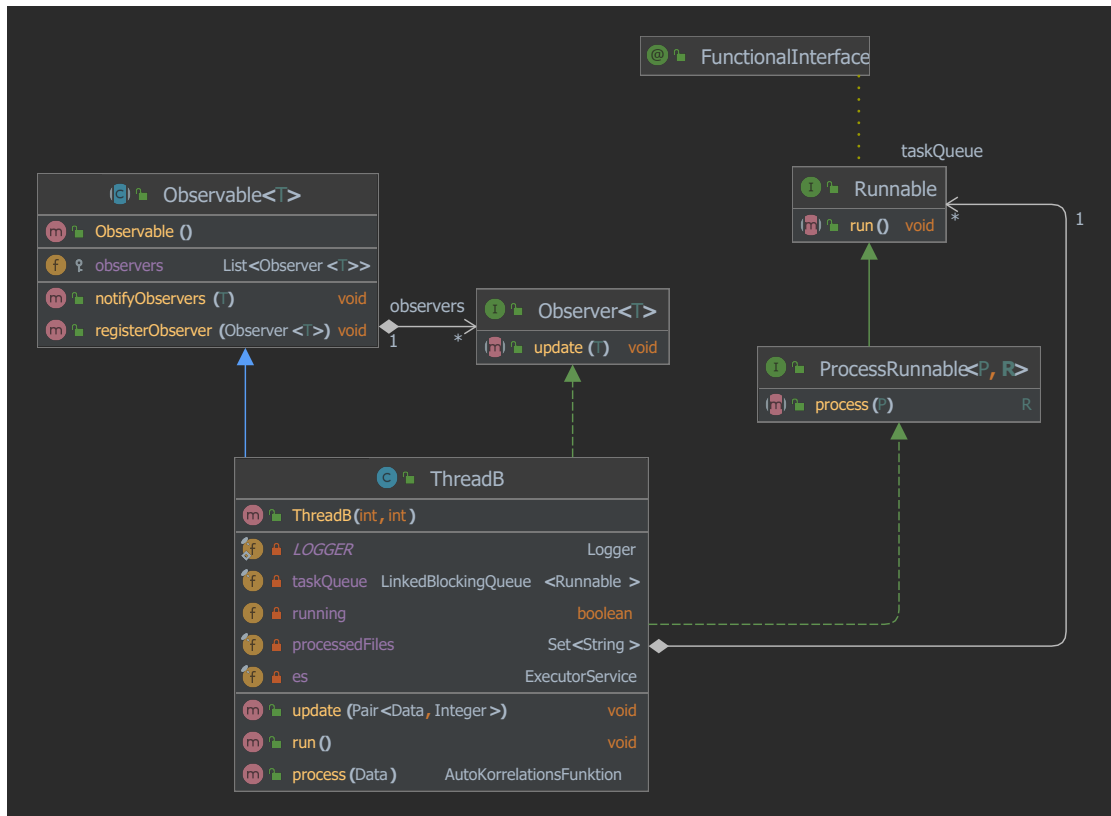 FunctionalInterface
taskQueue
Runnable
run() void
*
1
Observable<T>
Observable ()
observers List<Observer <T>>
notifyObservers (T) void
registerObserver (Observer <T>) void
observers
1
*
Observer<T>
update (T) void
ProcessRunnable<P, R>
process (P) R
ThreadB
ThreadB(int, int )
LOGGER Logger
taskQueue LinkedBlockingQueue <Runnable >
running boolean
processedFiles Set<String >
es ExecutorService
update (Pair<Data, Integer >) void
run () void
process (Data) AutoKorrelationsFunktion